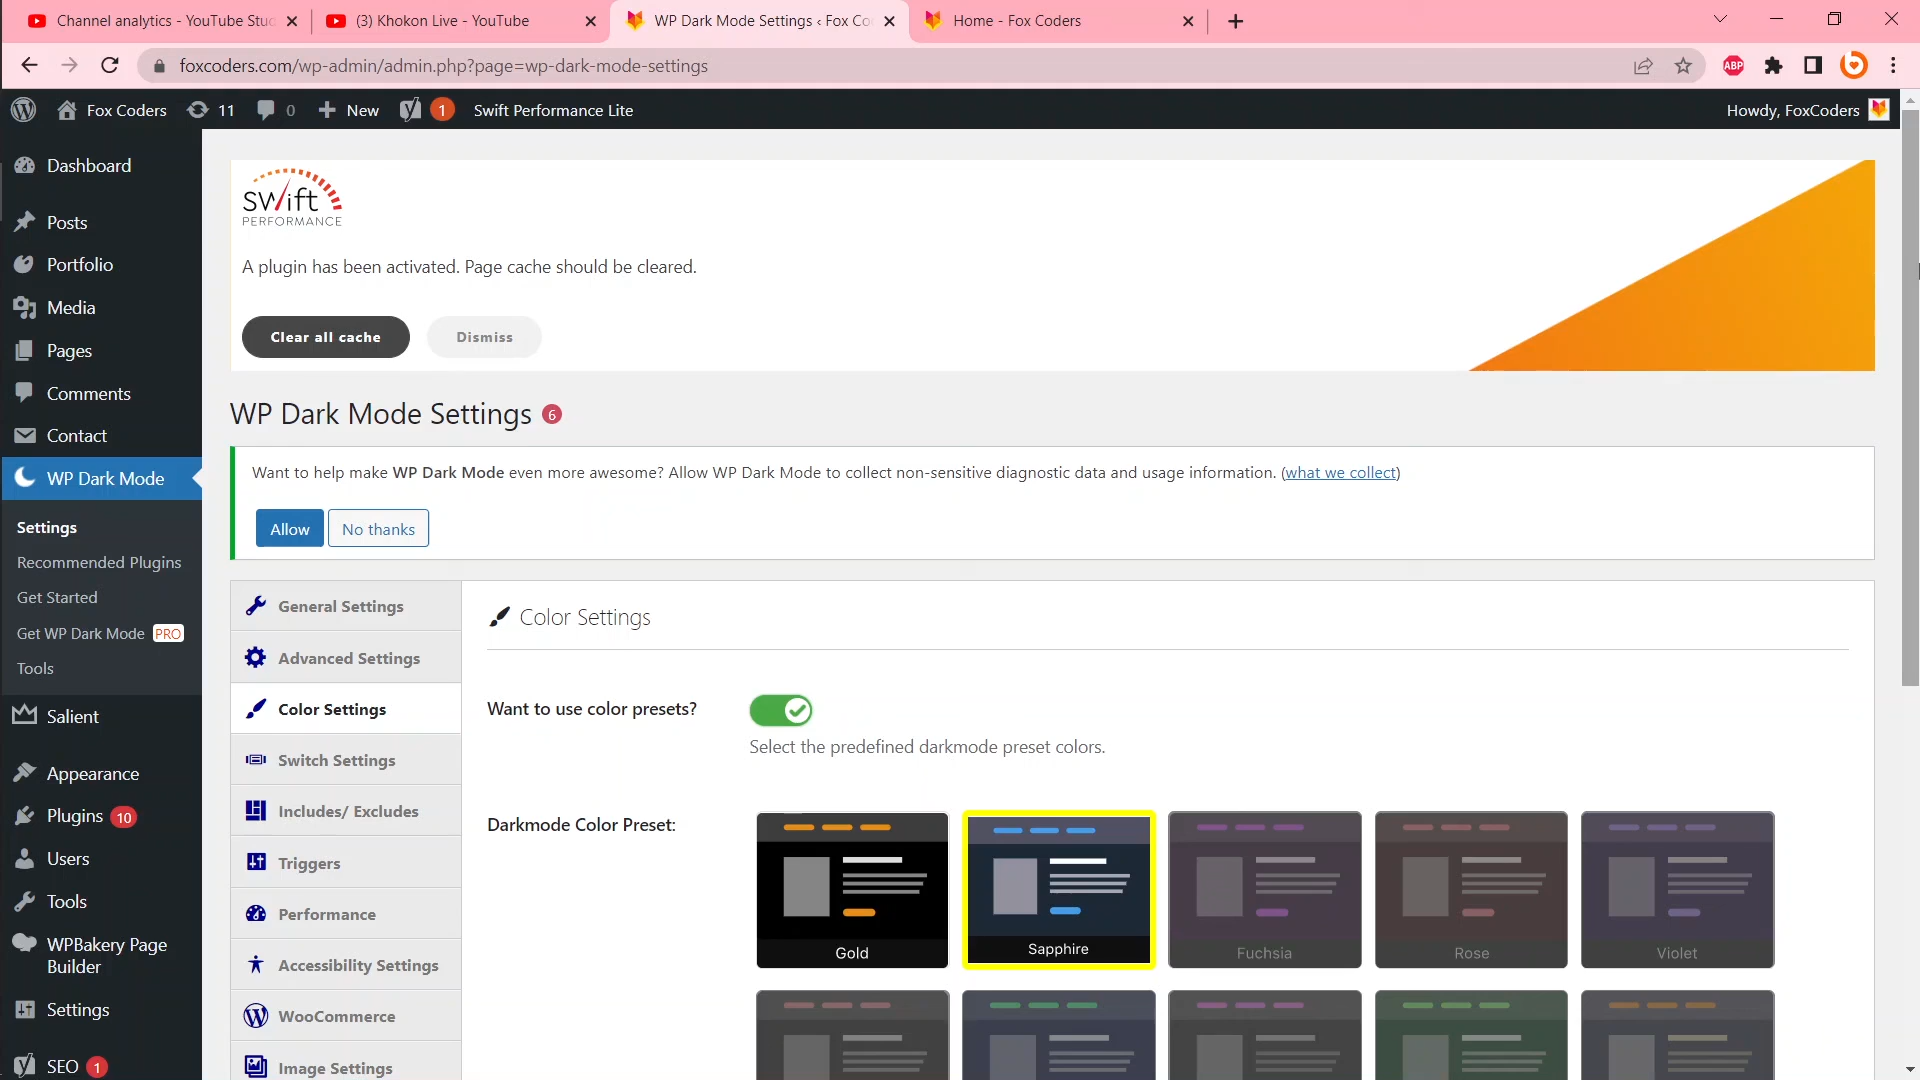 Channel analytics - YouTube Stud
(3) Khokon Live - YouTube
WP Dark Mode Settings ‹ Fox Co
Home - Fox Coders
foxcoders.com/wp-admin/admin.php?page=wp-dark-mode-settings
ABP
Fox Coders
11
0
New
1
Swift Performance Lite
Howdy, FoxCoders
Dashboard
Posts
Portfolio
Media
Pages
Comments
Contact
WP Dark Mode
Settings
Recommended Plugins
Get Started
Get WP Dark Mode PRO
Tools
Salient
Appearance
Plugins 10
Users
Tools
WPBakery Page
Builder
Settings
SEO 1
swift
PERFORMANCE
A plugin has been activated. Page cache should be cleared.
Clear all cache
Dismiss
WP Dark Mode Settings 6
Want to help make WP Dark Mode even more awesome? Allow WP Dark Mode to collect non-sensitive diagnostic data and usage information. (what we collect)
Allow
No thanks
General Settings
Advanced Settings
Color Settings
Switch Settings
Includes/ Excludes
Triggers
Performance
Accessibility Settings
WooCommerce
Image Settings
Color Settings
Want to use color presets?
Select the predefined darkmode preset colors.
Darkmode Color Preset:
Gold
Sapphire
Fuchsia
Rose
Violet